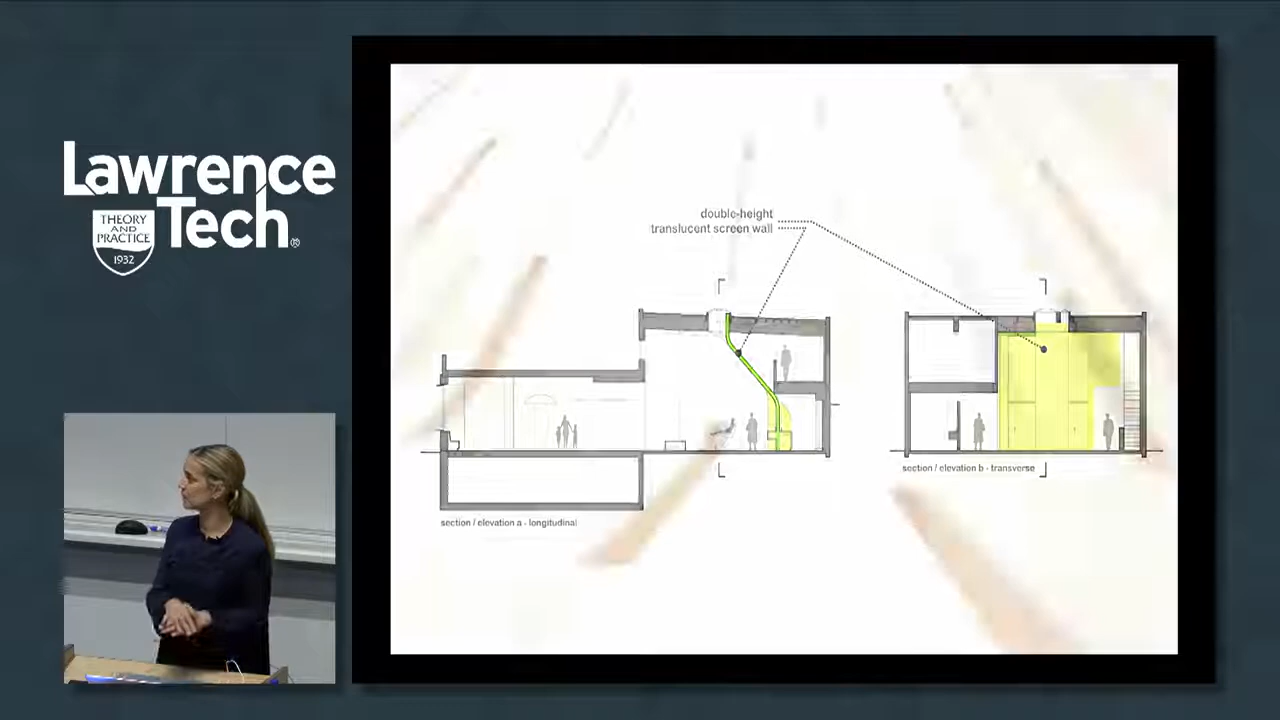 Lawrence
Tech®
THEORY
AND
PRACTICE
1932
double-height
translucent screen wall
section / elevation a - longitudinal
section / elevation b - transverse